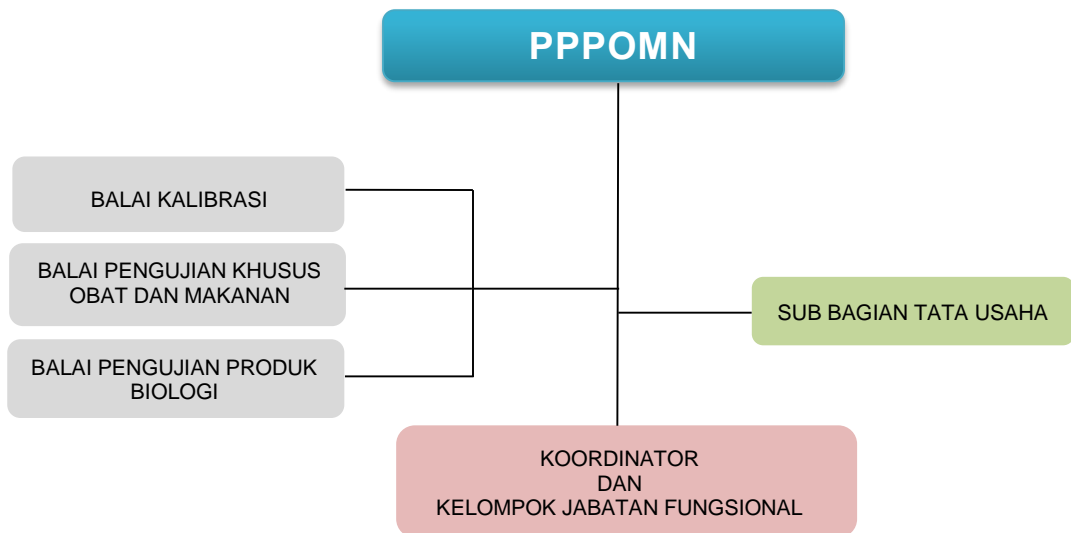 PPPOMN
BALAI KALIBRASI
BALAI PENGUJIAN KHUSUS
OBAT DAN MAKANAN
BALAI PENGUJIAN PRODUK
BIOLOGI
SUB BAGIAN TATA USAHA
KOORDINATOR
DAN
KELOMPOK JABATAN FUNGSIONAL